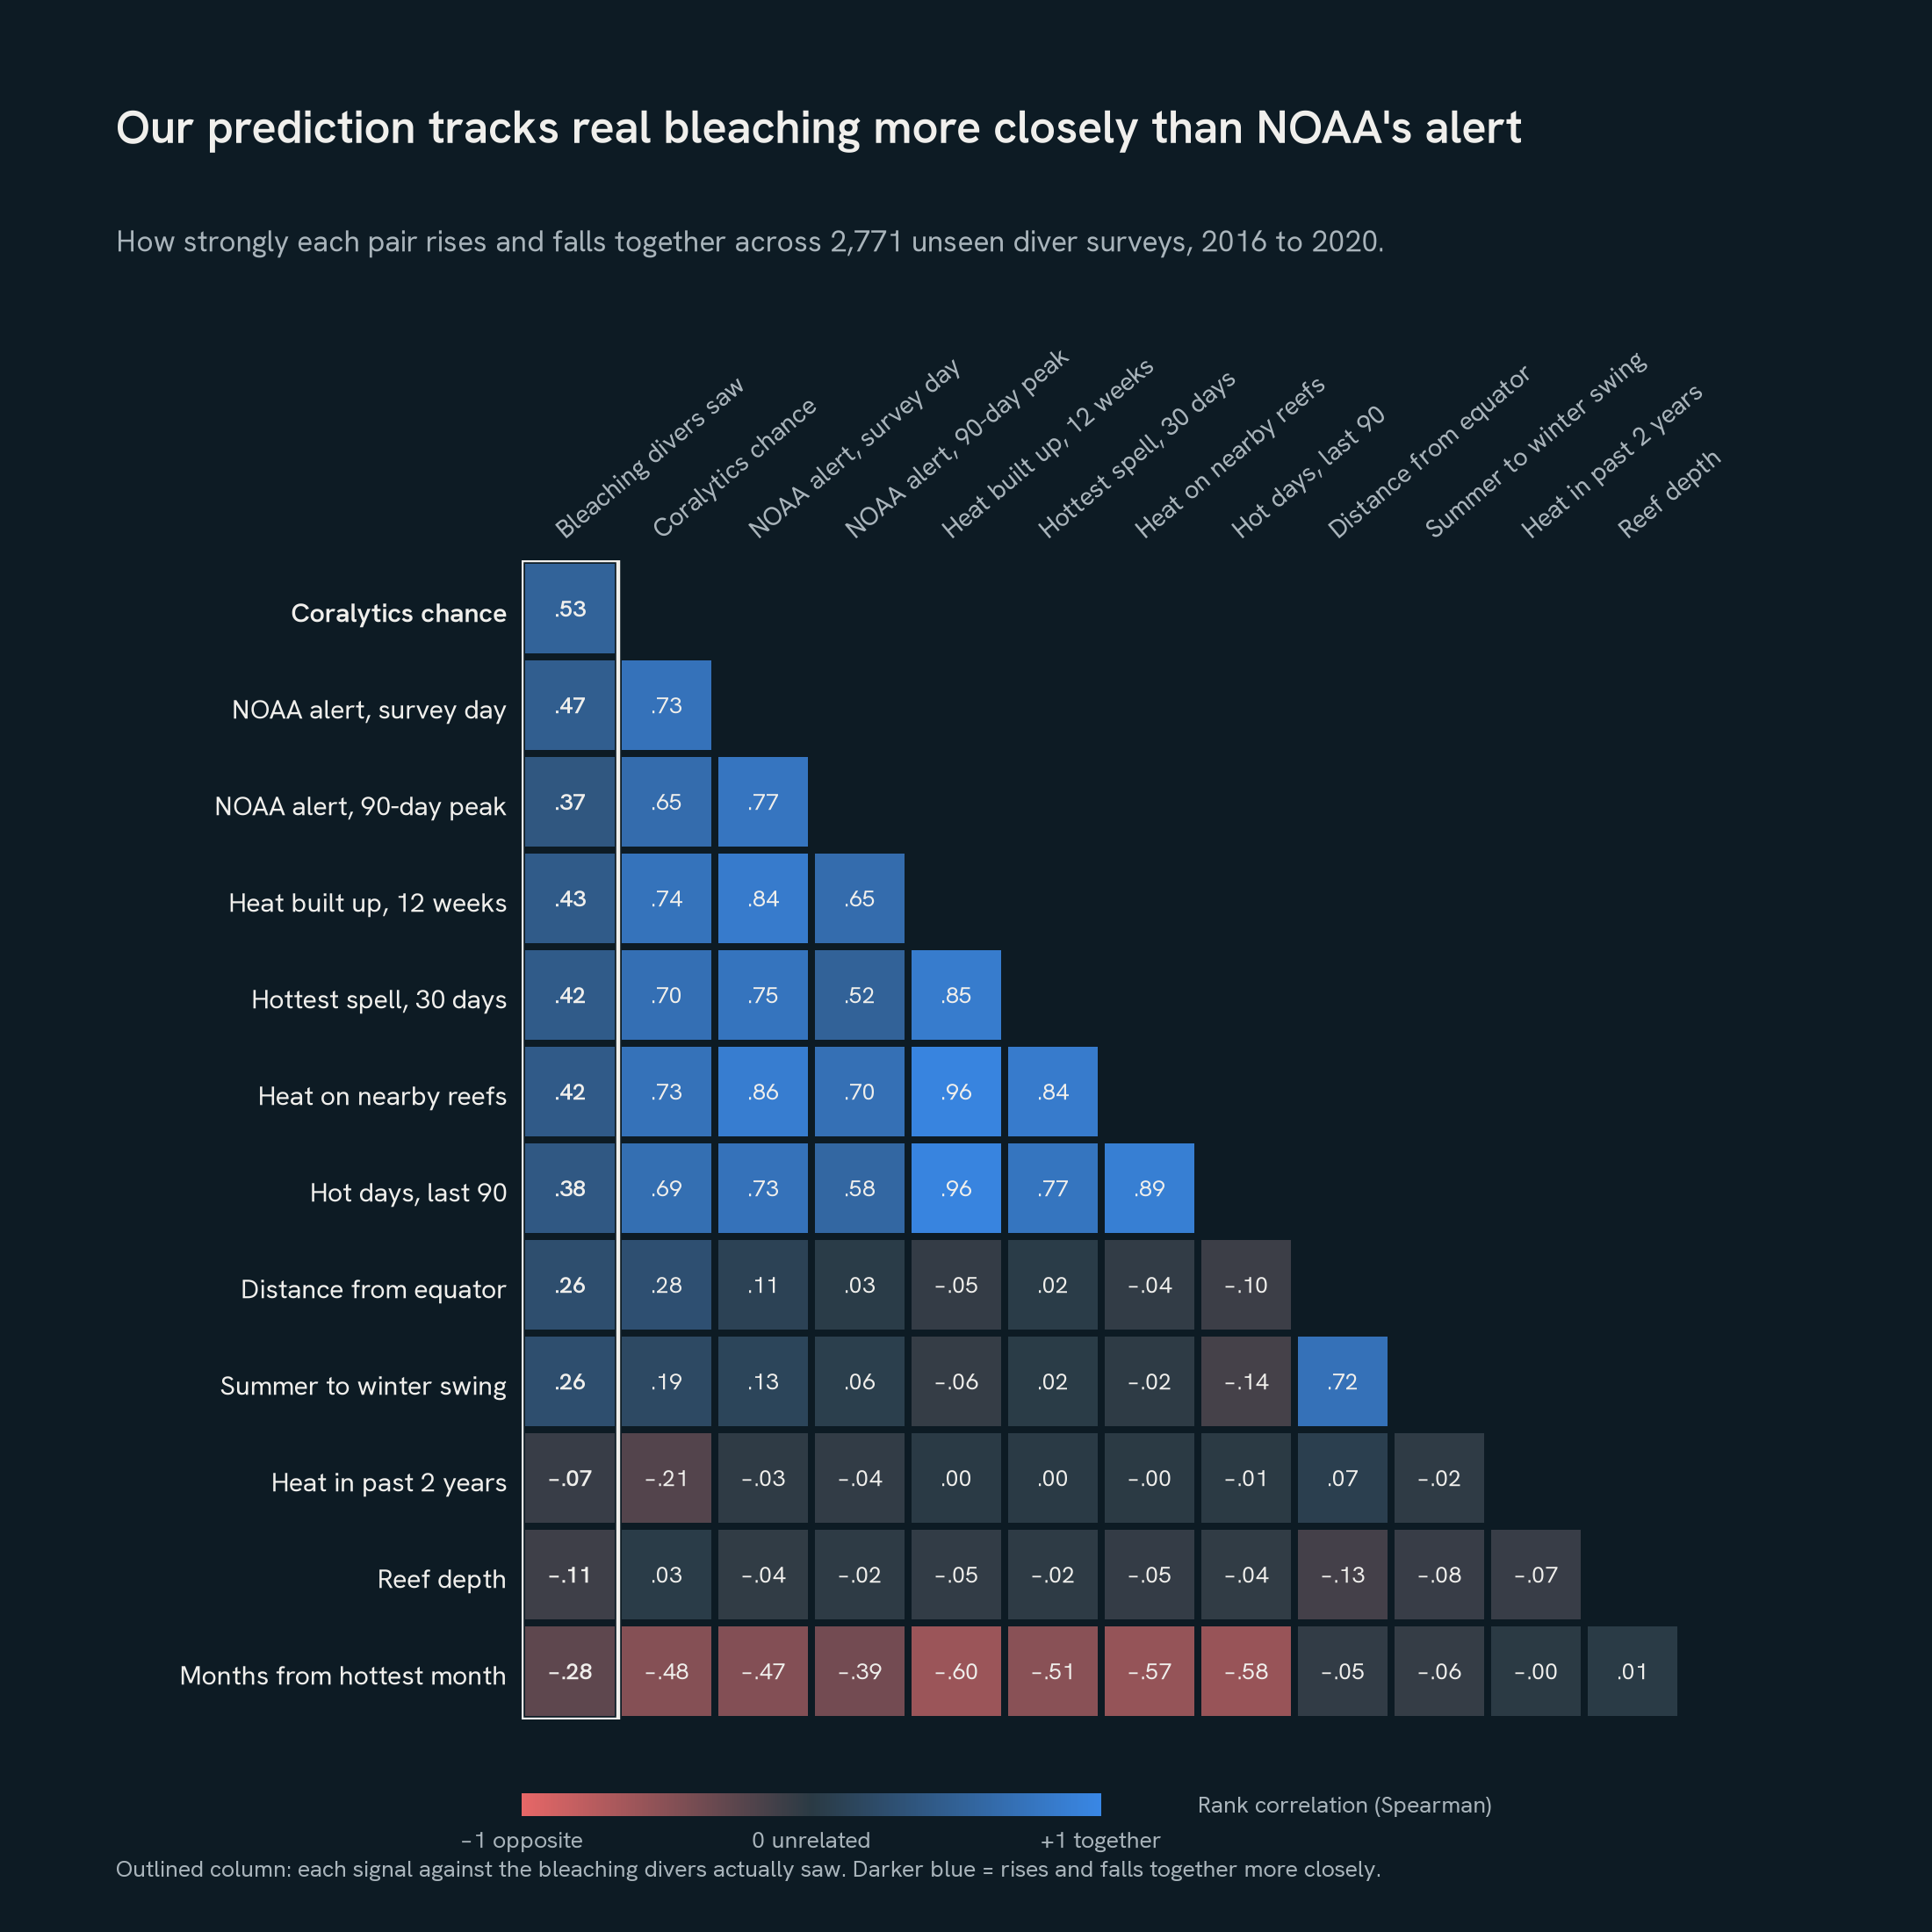 Our prediction tracks real bleaching more closely than NOAA's alert
How strongly each pair rises and falls together across 2,771 unseen diver surveys, 2016 to 2020.
Bleaching divers saw
Coralytics chance
NOAA alert, survey day
NOAA alert, 90-day peak
Heat built up, 12 weeks
Hottest spell, 30 days
Heat on nearby reefs
Hot days, last 90
Distance from equator
Summer to winter swing
Heat in past 2 years
Reef depth
Coralytics chance .53
NOAA alert, survey day .47 .73
NOAA alert, 90-day peak .37 .65 .77
Heat built up, 12 weeks .43 .74 .84 .65
Hottest spell, 30 days .42 .70 .75 .52 .85
Heat on nearby reefs .42 .73 .86 .70 .96 .84
Hot days, last 90 .38 .69 .73 .58 .96 .77 .89
Distance from equator .26 .28 .11 .03 −.05 .02 −.04 −.10
Summer to winter swing .26 .19 .13 .06 −.06 .02 −.02 −.14 .72
Heat in past 2 years −.07 −.21 −.03 −.04 .00 .00 −.00 −.01 .07 −.02
Reef depth −.11 .03 −.04 −.02 −.05 −.02 −.05 −.04 −.13 −.08 −.07
Months from hottest month −.28 −.48 −.47 −.39 −.60 −.51 −.57 −.58 −.05 −.06 −.00 .01
Rank correlation (Spearman)
−1 opposite 0 unrelated +1 together
Outlined column: each signal against the bleaching divers actually saw. Darker blue = rises and falls together more closely.